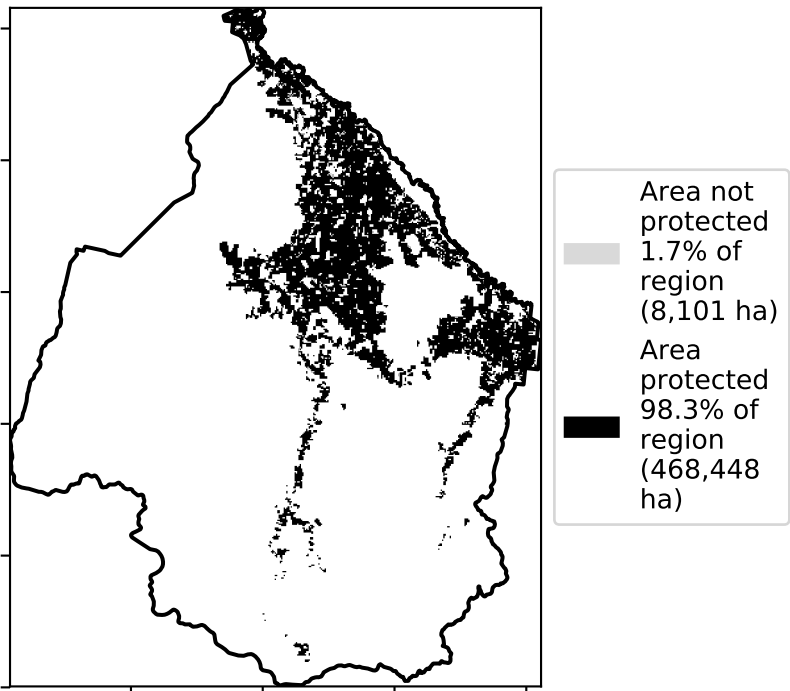 Area not
protected
1.7% of
region
(8,101 ha)
Area
protected
98.3% of
region
(468,448
ha)